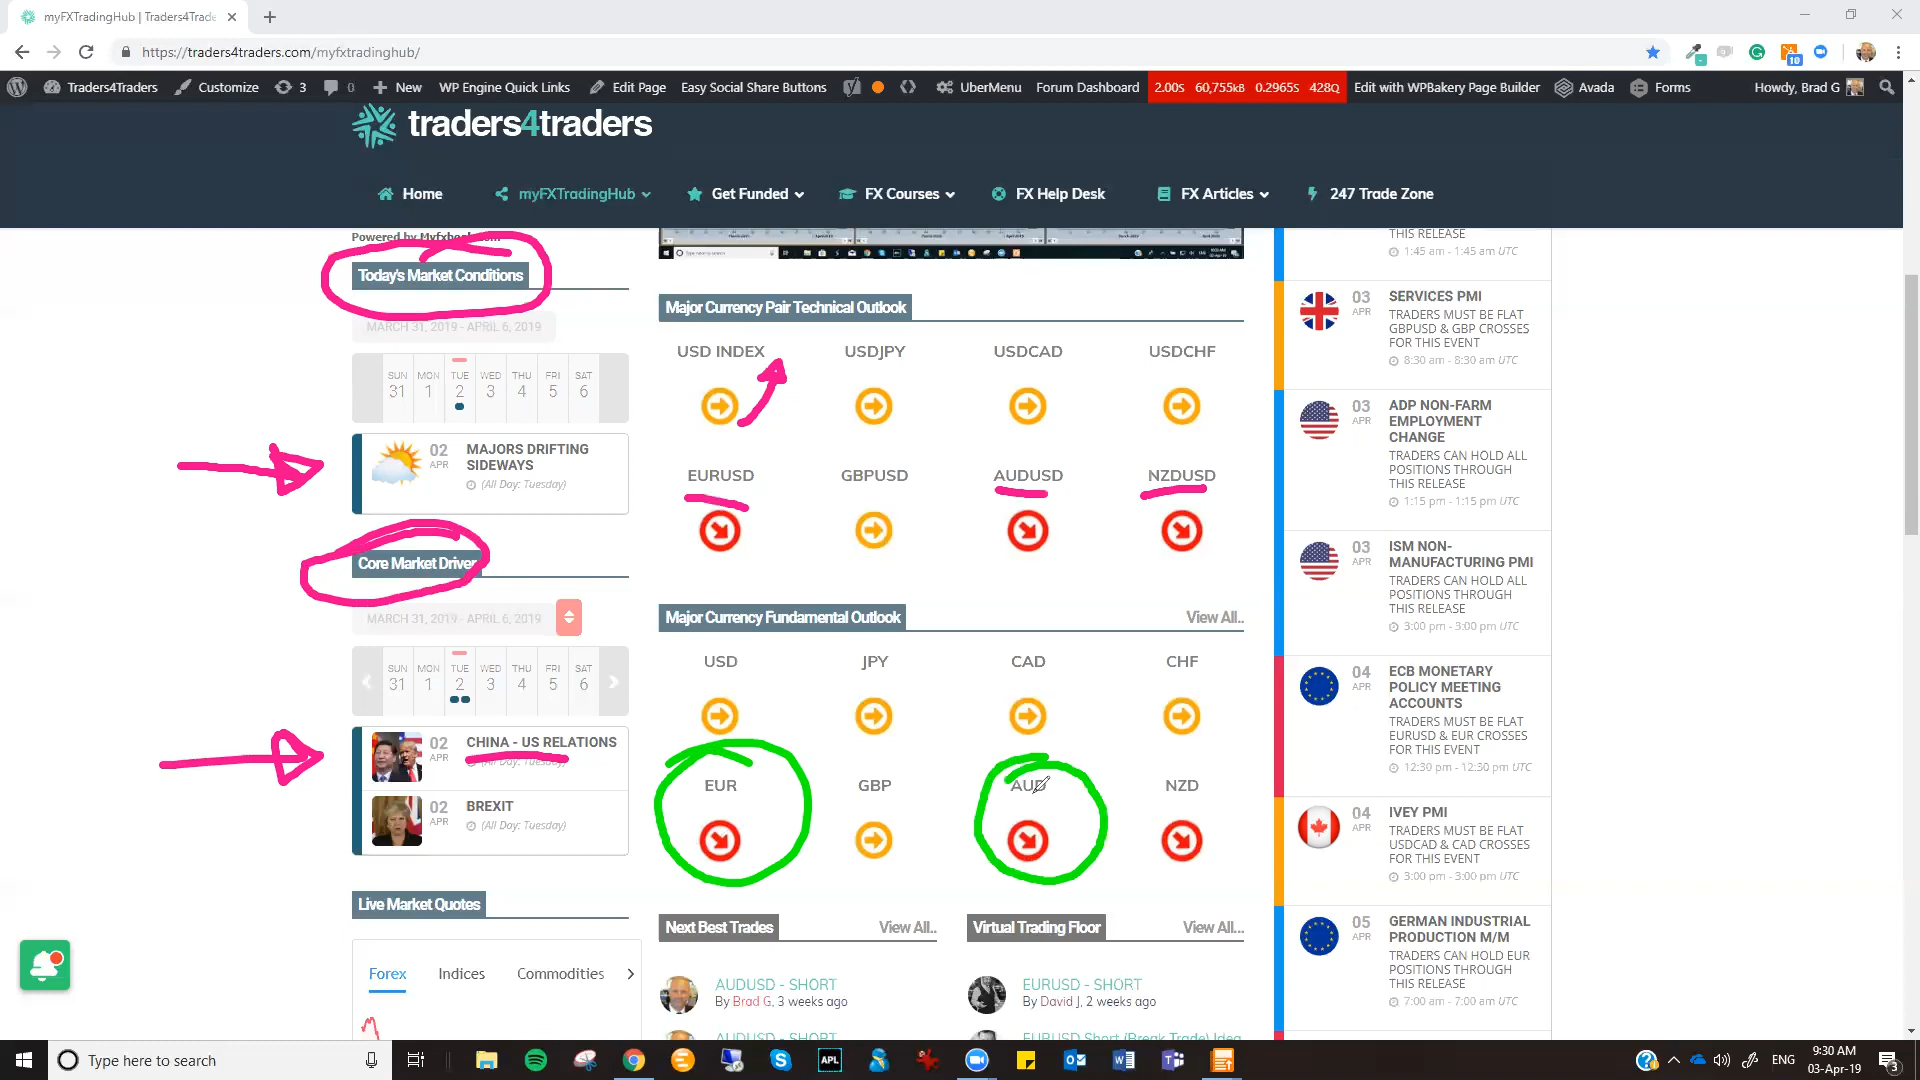 myFXTradingHub | Traders4Trade
https://traders4traders.com/myfxtradinghub/
10
Traders4Traders
Customize
3
0
New
WP Engine Quick Links
Edit Page
Easy Social Share Buttons
UberMenu
Forum Dashboard
2.00S 60,755KB 0.2965S 428Q
Edit with WPBakery Page Builder
Avada
Forms
Howdy, Brad G
traders4traders
Home
myFXTradingHub
Get Funded
FX Courses
FX Help Desk
FX Articles
247 Trade Zone
Powered by
Today's Market Conditions
MARCH 31, 2019 - APRIL 6, 2019
SUN MON TUE WED THU FRI SAT
31 1 2 3 4 5 6
02
APR
MAJORS DRIFTING
SIDEWAYS
(All Day: Tuesday)
Core Market Driver
MARCH 31, 2019 - APRIL 6, 2019
SUN MON TUE WED THU FRI SAT
31 1 2 3 4 5 6
02
APR
CHINA - US RELATIONS
(All Day: Tuesday)
02
APR
BREXIT
(All Day: Tuesday)
Live Market Quotes
Forex Indices Commodities
Major Currency Pair Technical Outlook
USD INDEX USDJPY USDCAD USDCHF
EURUSD GBPUSD AUDUSD NZDUSD
Major Currency Fundamental Outlook
View All..
USD JPY CAD CHF
EUR GBP AUD NZD
Next Best Trades
View All..
AUDUSD - SHORT
By Brad G, 3 weeks ago
AUDUSD - SHORT
Virtual Trading Floor
View All...
EURUSD - SHORT
By David J, 2 weeks ago
EURUSD Short (Break Trade) Idea
THIS RELEASE
1:45 am - 1:45 am UTC
03
APR
SERVICES PMI
TRADERS MUST BE FLAT
GBPUSD & GBP CROSSES
FOR THIS EVENT
8:30 am - 8:30 am UTC
03
APR
ADP NON-FARM
EMPLOYMENT
CHANGE
TRADERS CAN HOLD ALL
POSITIONS THROUGH
THIS RELEASE
1:15 pm - 1:15 pm UTC
03
APR
ISM NON-
MANUFACTURING PMI
TRADERS CAN HOLD ALL
POSITIONS THROUGH
THIS RELEASE
3:00 pm - 3:00 pm UTC
04
APR
ECB MONETARY
POLICY MEETING
ACCOUNTS
TRADERS MUST BE FLAT
EURUSD & EUR CROSSES
FOR THIS EVENT
12:30 pm - 12:30 pm UTC
04
APR
IVEY PMI
TRADERS MUST BE FLAT
USDCAD & CAD CROSSES
FOR THIS EVENT
3:00 pm - 3:00 pm UTC
05
APR
GERMAN INDUSTRIAL
PRODUCTION M/M
TRADERS CAN HOLD EUR
POSITIONS THROUGH
THIS RELEASE
7:00 am - 7:00 am UTC
Type here to search
APL
ENG
9:30 AM
03-Apr-19
3